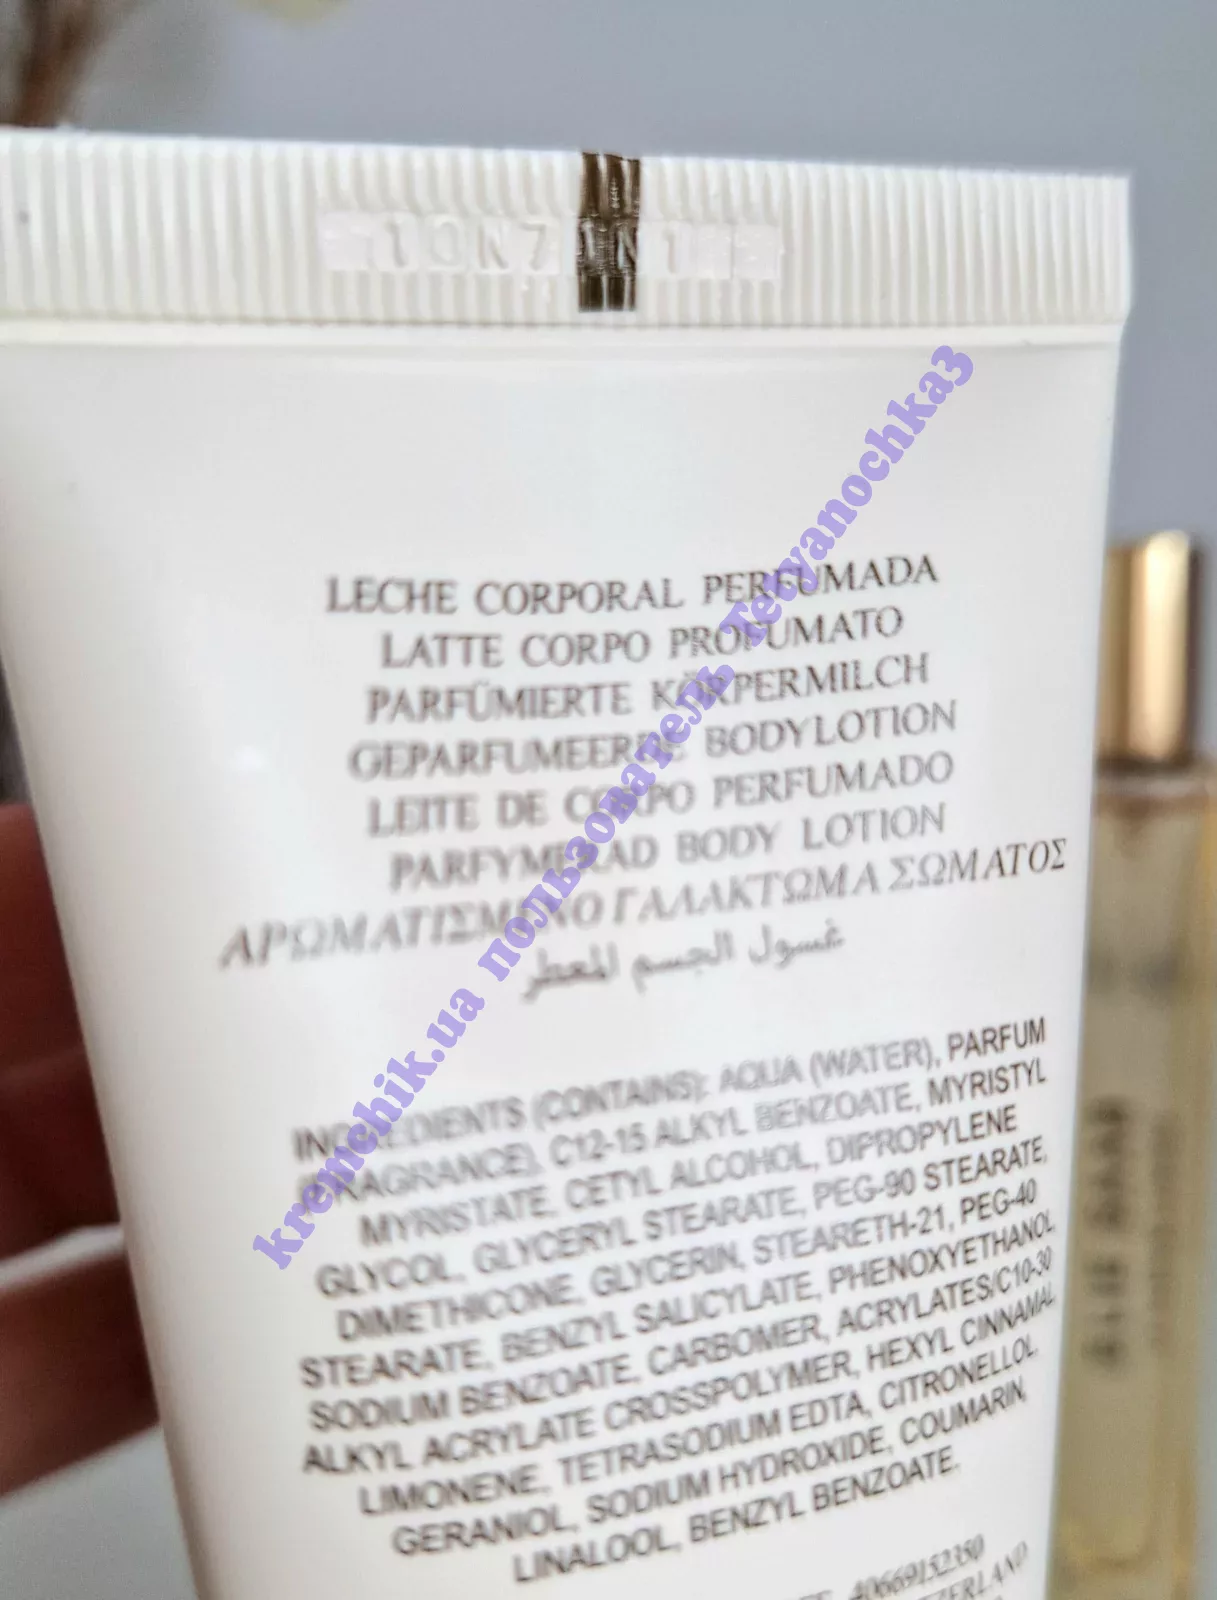 10N71N1
LECHE CORPORAL PERFUMADA
LATTE CORPO PROFUMATO
PARFÜMIERTE KÖRPERMILCH
GEPARFUMEERDE BODYLOTION
LEITE DE CORPO PERFUMADO
PARFYMERAD BODY LOTION
ΑΡΩΜΑΤΙΣΜΕΝΟ ΓΑΛΑΚΤΩΜΑ ΣΩΜΑΤΟΣ
غسول الجسم المعطر
INGREDIENTS (CONTAINS): AQUA (WATER), PARFUM
(FRAGRANCE), C12-15 ALKYL BENZOATE, MYRISTYL
MYRISTATE, CETYL ALCOHOL, DIPROPYLENE
GLYCOL, GLYCERYL STEARATE, PEG-90 STEARATE,
DIMETHICONE, GLYCERIN, STEARETH-21, PEG-40
STEARATE, BENZYL SALICYLATE, PHENOXYETHANOL,
SODIUM BENZOATE, CARBOMER, ACRYLATES/C10-30
ALKYL ACRYLATE CROSSPOLYMER, HEXYL CINNAMAL,
LIMONENE, TETRASODIUM EDTA, CITRONELLOL,
GERANIOL, SODIUM HYDROXIDE, COUMARIN,
LINALOOL, BENZYL BENZOATE.
40669152350
kremchik.ua пользователь Tetyanochka3